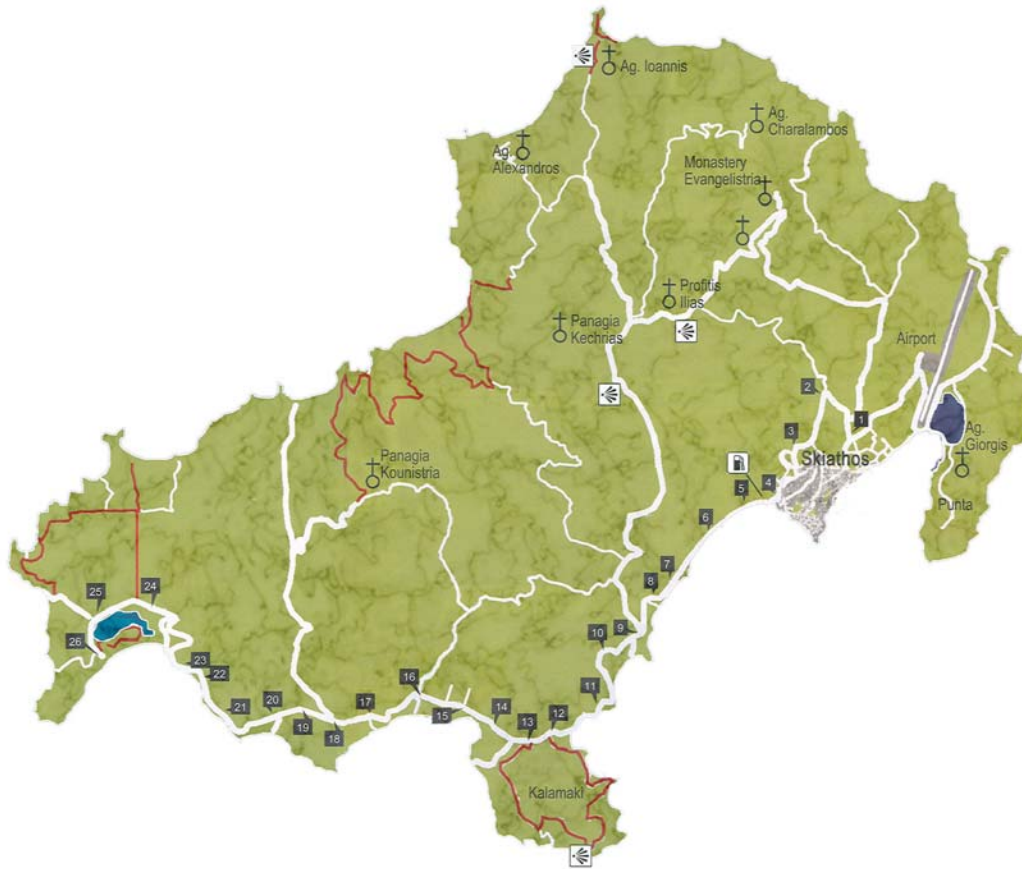 Ag. Ioannis
Ag.
Charalambos
Ag.
Alexandros
Monastery
Evangelistria
Profitis
Ilias
Panagia
Kechrias
Airport
2
1
3
Ag.
Giorgis
Skiathos
Panagia
Kounistria
4
5
Punta
6
7
8
24
25
9
10
26
23
22
16
11
21
20
17
15
14
12
19
18
13
Kalamaki